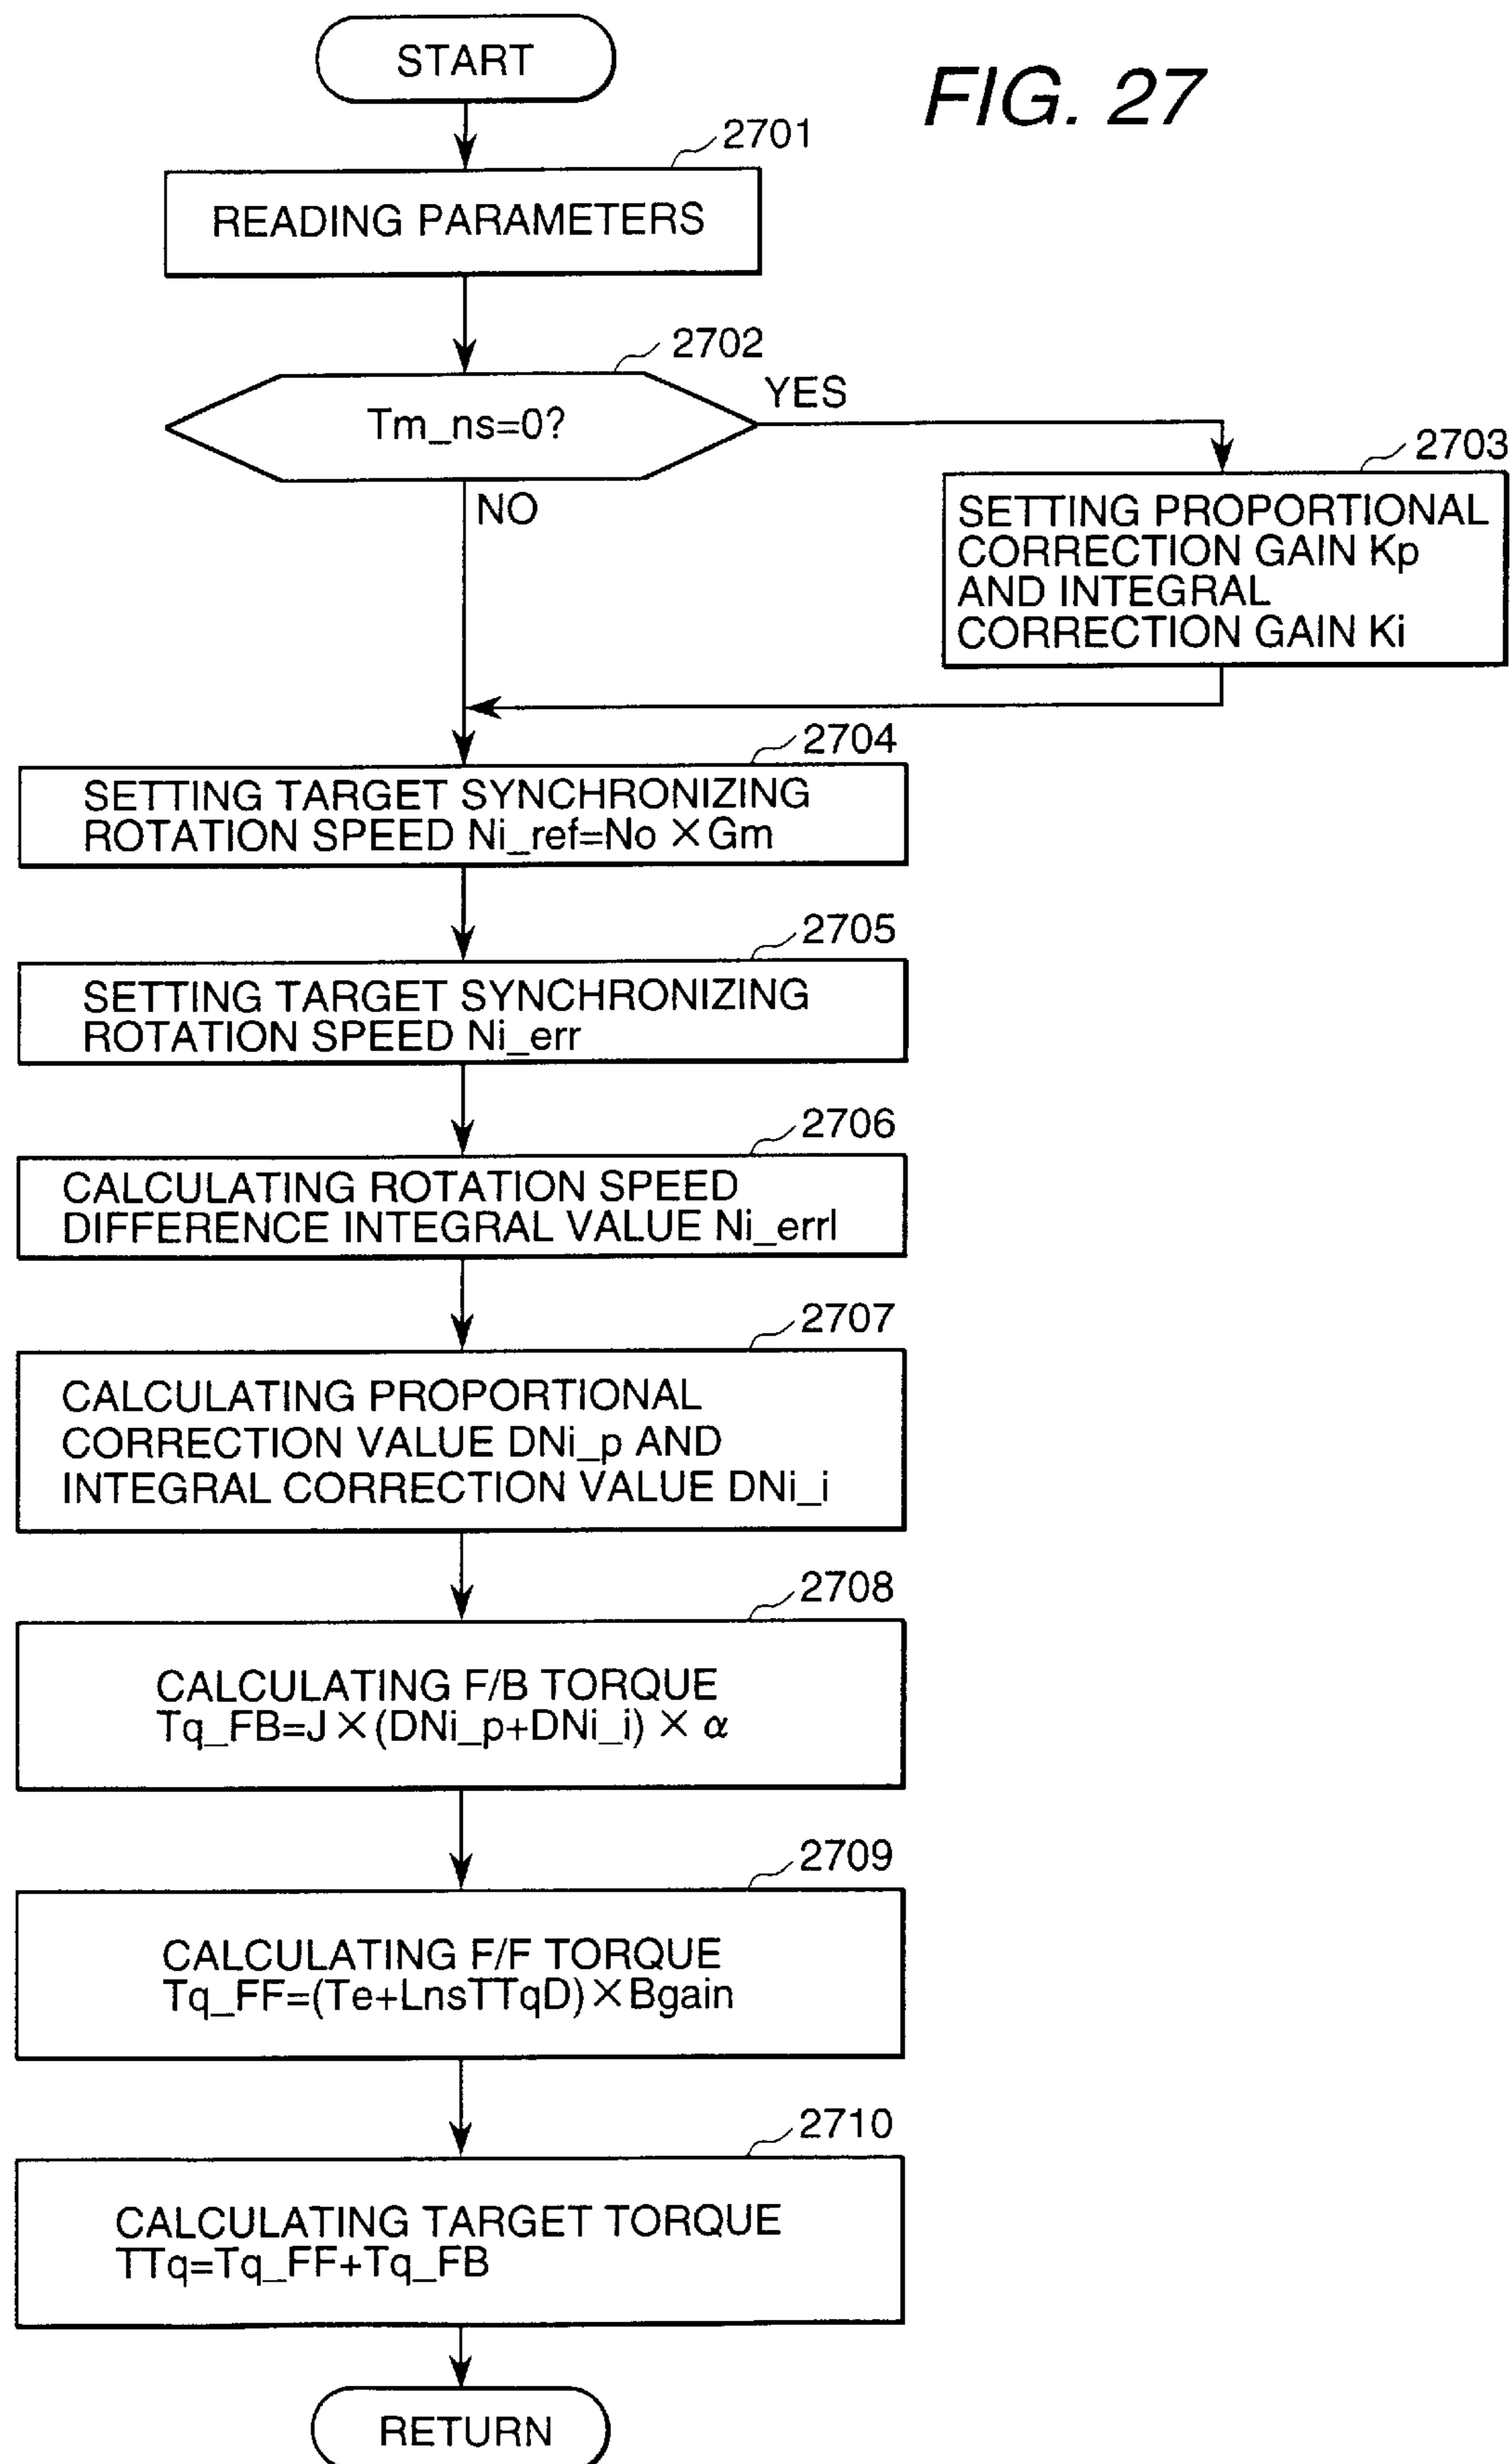 START
FIG. 27
2701
READING PARAMETERS
2702
Tm_ns=0?
YES
NO
2703
SETTING PROPORTIONAL
CORRECTION GAIN Kp
AND INTEGRAL
CORRECTION GAIN Ki
2704
SETTING TARGET SYNCHRONIZING
ROTATION SPEED Ni_ref=No×Gm
2705
SETTING TARGET SYNCHRONIZING
ROTATION SPEED Ni_err
2706
CALCULATING ROTATION SPEED
DIFFERENCE INTEGRAL VALUE Ni_errI
2707
CALCULATING PROPORTIONAL
CORRECTION VALUE DNi_p AND
INTEGRAL CORRECTION VALUE DNi_i
2708
CALCULATING F/B TORQUE
Tq_FB=J×(DNi_p+DNi_i)×α
2709
CALCULATING F/F TORQUE
Tq_FF=(Te+LnsTTqD)×Bgain
2710
CALCULATING TARGET TORQUE
TTq=Tq_FF+Tq_FB
RETURN